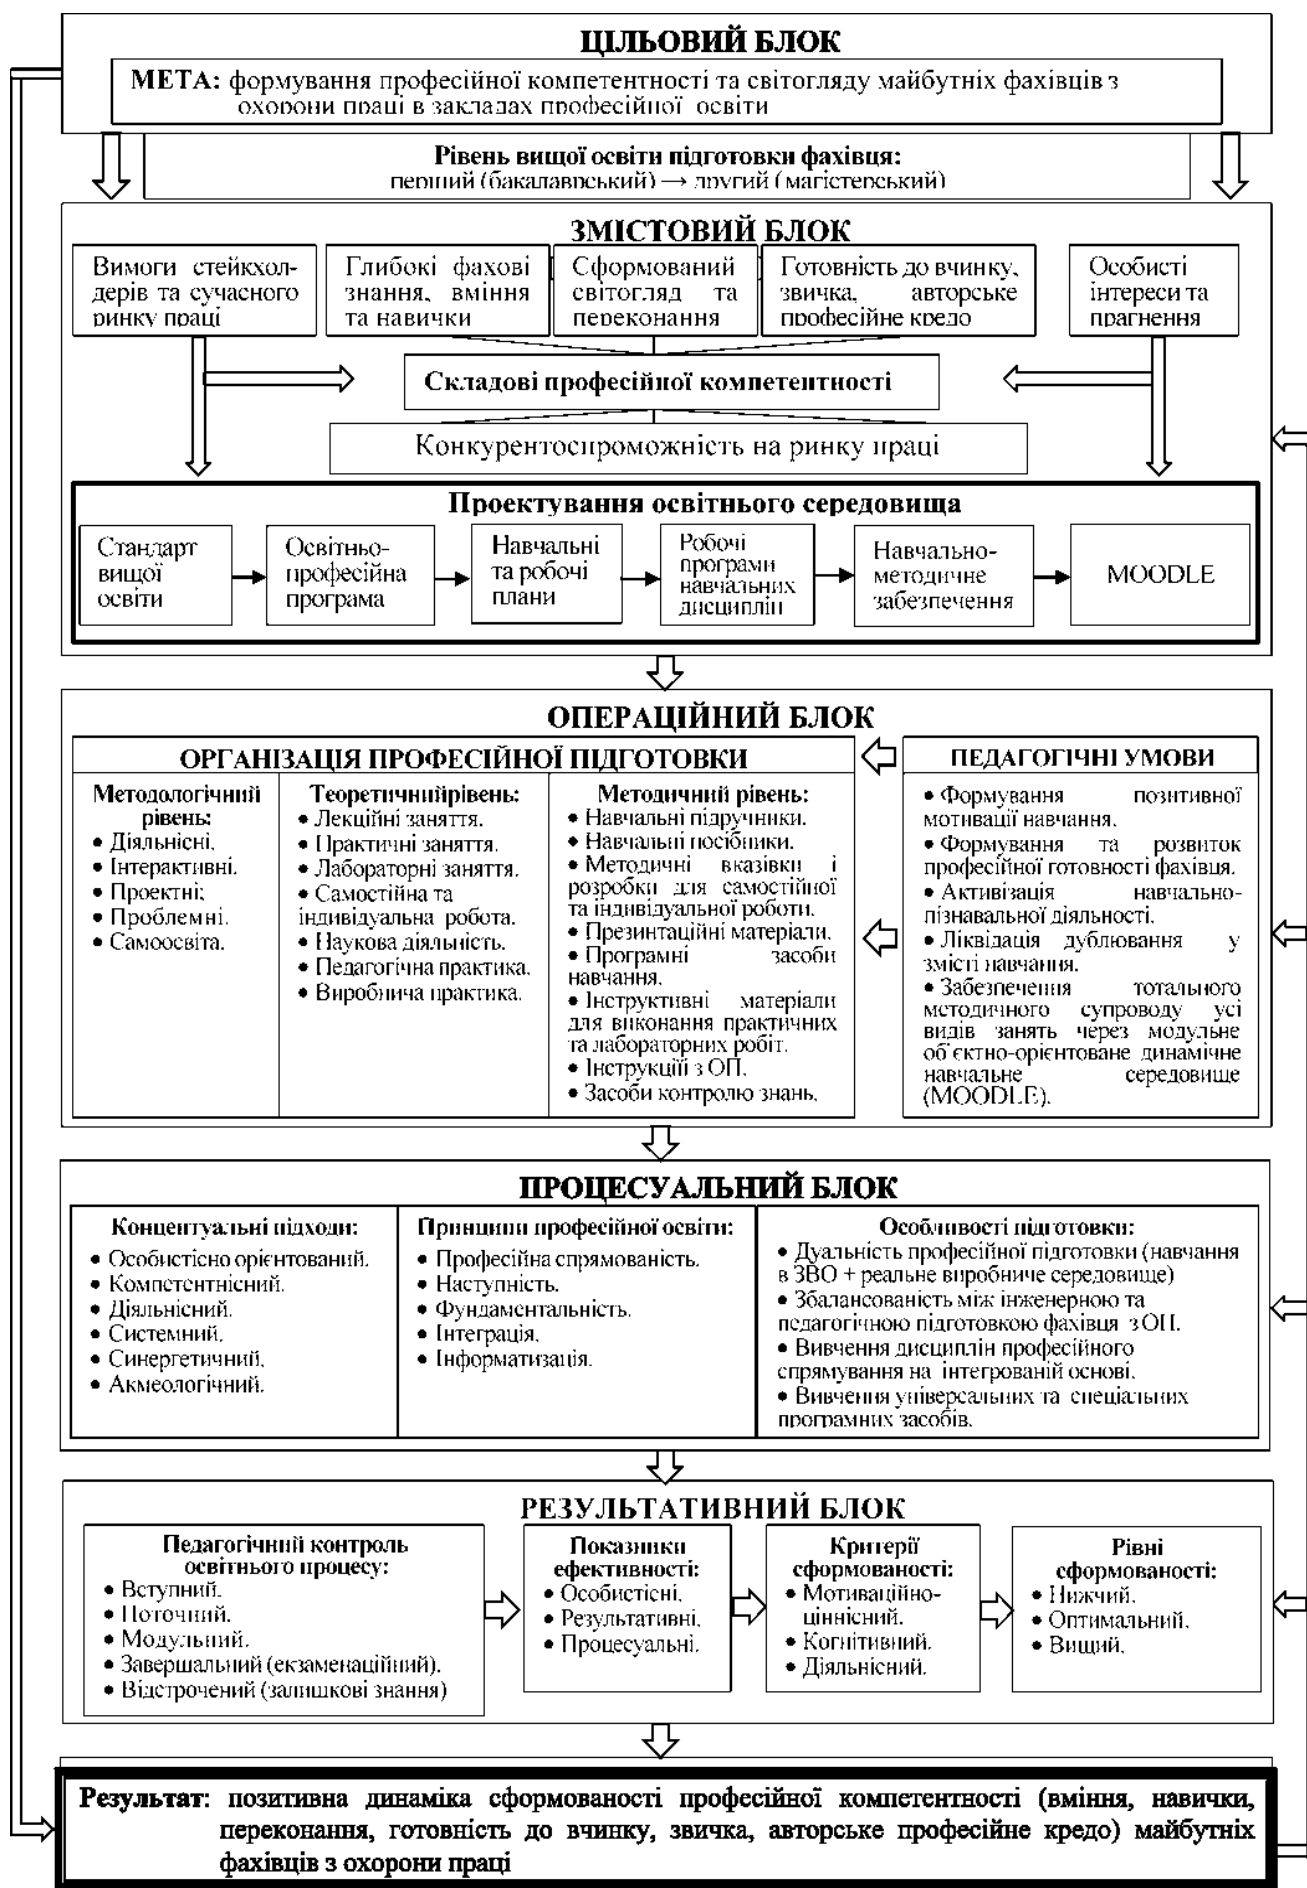 ЦІЛЬОВИЙ БЛОК
МЕТА: формування професійної компетентності та світогляду майбутніх фахівців з
охорони праці в закладах професійної освіти
Рівень вищої освіти підготовки фахівця:
перший (бакалаврський) → другий (магістерський)
ЗМІСТОВИЙ БЛОК
Вимоги стейкхол-
дерів та сучасного
ринку праці
Глибокі фахові
знання, вміння
та навички
Сформований
світогляд та
переконання
Готовність до вчинку,
звичка, авторське
професійне кредо
Особисті
інтереси та
прагнення
Складові професійної компетентності
Конкурентоспроможність на ринку праці
Проектування освітнього середовища
Стандарт
вищої
освіти
Освітньо-
професійна
програма
Навчальні
та робочі
плани
Робочі
програми
навчальних
дисциплін
Навчально-
методичне
забезпечення
MOODLE
ОПЕРАЦІЙНИЙ БЛОК
ОРГАНІЗАЦІЯ ПРОФЕСІЙНОЇ ПІДГОТОВКИ
Методологічний
рівень:
• Діяльнісні.
• Інтерактивні.
• Проектні;
• Проблемні.
• Самоосвіта.
Теоретичнийрівень:
• Лекційні заняття.
• Практичні заняття.
• Лабораторні заняття.
• Самостійна та
індивідуальна робота.
• Наукова діяльність.
• Педагогічна практика.
• Виробнича практика.
Методичний рівень:
• Навчальні підручники.
• Навчальні посібники.
• Методичні вказівки і
розробки для самостійної
та індивідуальної роботи.
• Презинтаційні матеріали.
• Програмні засоби
навчання.
• Інструктивні матеріали
для виконання практичних
та лабораторних робіт.
• Інструкціїї з ОП.
• Засоби контролю знань.
ПЕДАГОГІЧНІ УМОВИ
• Формування позитивної
мотивації навчання.
• Формування та розвиток
професійної готовності фахівця.
• Активізація навчально-
пізнавальної діяльності.
• Ліквідація дублювання у
змісті навчання.
• Забезпечення тотального
методичного супроводу усі
видів занять через модульне
об'єктно-орієнтоване динамічне
навчальне середовище
(MOODLE).
ПРОЦЕСУАЛЬНИЙ БЛОК
Концентуальні підходи:
• Особистісно орієнтований.
• Компетентнісний.
• Діяльнісний.
• Системний.
• Синергетичний.
• Акмеологічний.
Принципи професійної освіти:
• Професійна спрямованість.
• Наступність.
• Фундаментальність.
• Інтеграція.
• Інформатизація.
Особливості підготовки:
• Дуальність професійної підготовки (навчання
в ЗВО + реальне виробниче середовище)
• Збалансованість між інженерною та
педагогічною підготовкою фахівця з ОП.
• Вивчення дисциплін професійного
спрямування на інтегрованій основі.
• Вивчення універсальних та спеціальних
програмних засобів.
РЕЗУЛЬТАТИВНИЙ БЛОК
Педагогічний контроль
освітнього процесу:
• Вступний.
• Поточний.
• Модульний.
• Завершальний (екзаменаційний).
• Відстрочений (залишкові знання)
Показники
ефективності:
• Особистісні.
• Результативні.
• Процесуальні.
Критерії
сформованості:
• Мотиваційно-
ціннісний.
• Когнітивний.
• Діяльнісний.
Рівні
сформованості:
• Нижчий.
• Оптимальний.
• Вищий.
Результат: позитивна динаміка сформованості професійної компетентності (вміння, навички,
переконання, готовність до вчинку, звичка, авторське професійне кредо) майбутніх
фахівців з охорони праці